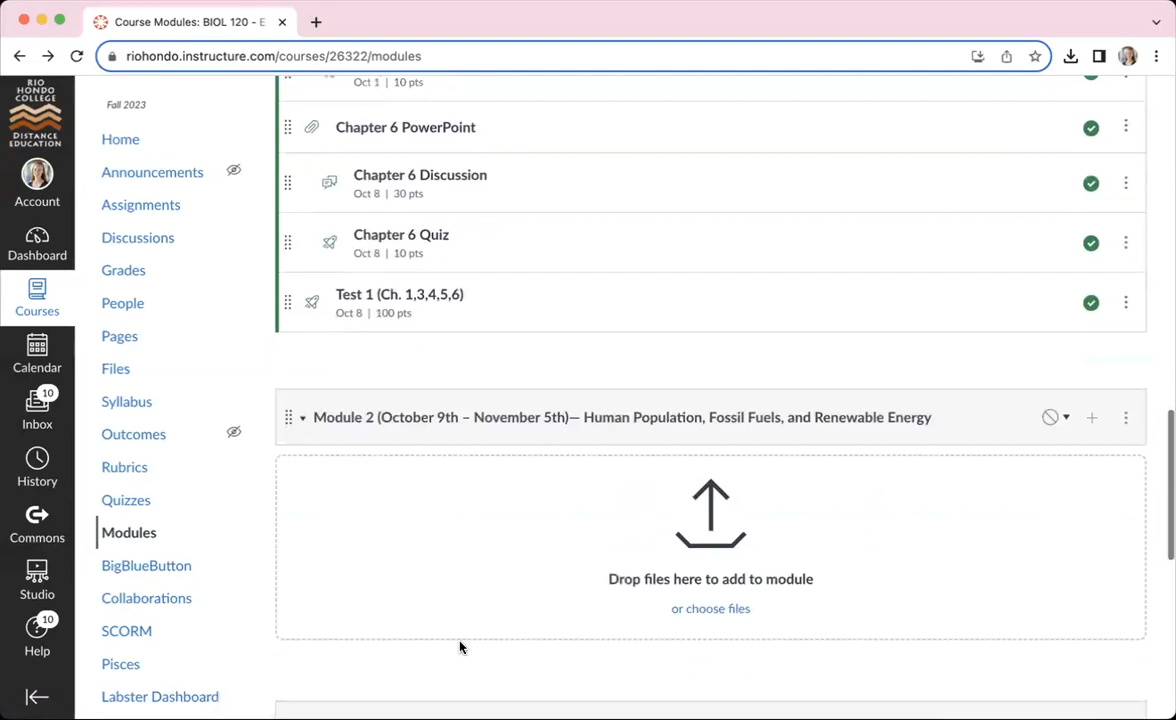 Course Modules: BIOL 120 - E
riohondo.instructure.com/courses/26322/modules
RIO
HONDO
COLLEGE
DISTANCE
EDUCATION
Account
Dashboard
Courses
Calendar
10
Inbox
History
Commons
Studio
10
Help
Fall 2023
Home
Announcements
Assignments
Discussions
Grades
People
Pages
Files
Syllabus
Outcomes
Rubrics
Quizzes
Modules
BigBlueButton
Collaborations
SCORM
Pisces
Labster Dashboard
Oct 1 | 10 pts
Chapter 6 PowerPoint
Chapter 6 Discussion
Oct 8 | 30 pts
Chapter 6 Quiz
Oct 8 | 10 pts
Test 1 (Ch. 1,3,4,5,6)
Oct 8 | 100 pts
Module 2 (October 9th – November 5th)— Human Population, Fossil Fuels, and Renewable Energy
Drop files here to add to module
or choose files